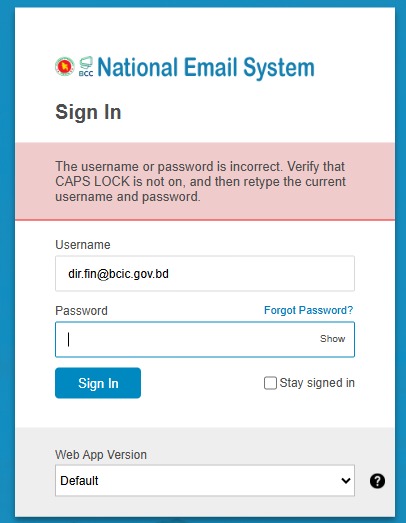 BCC National Email System
Sign In
The username or password is incorrect. Verify that
CAPS LOCK is not on, and then retype the current
username and password.
Username
dir.fin@bcic.gov.bd
Password Forgot Password?
Show
Sign In Stay signed in
Web App Version
Default ?